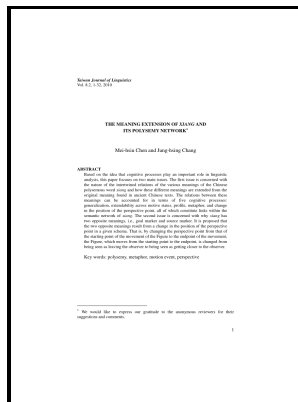 Taiwan Journal of Linguistics
Vol. 8.2, 1-32, 2010
THE MEANING EXTENSION OF XIANG AND
ITS POLYSEMY NETWORK*
Mei-hsiu Chen and Jung-hsing Chang
ABSTRACT
Based on the idea that cognitive processes play an important role in linguistic
analysis, this paper focuses on two main issues. The first issue is concerned with
the nature of the intertwined relations of the various meanings of the Chinese
polysemous word xiang and how those different meanings are extended from the
original meaning found in ancient Chinese texts. The relations between these
meanings can be accounted for in terms of five cognitive processes:
generalization, extendability across motive states, profile, metaphor, and change
in the position of the perspective point, all of which constitute links within the
semantic network of xiang. The second issue is concerned with why xiang has
two opposite meanings, i.e., goal marker and source marker. It is proposed that
the two opposite meanings result from a change in the position of the perspective
point in a given schema. That is, by changing the perspective point from that of
the starting point of the movement of the Figure to the endpoint of the movement,
the Figure, which moves from the starting point to the endpoint, is changed from
being seen as leaving the observer to being seen as getting closer to the observer.
Key words: polysemy, metaphor, motion event, perspective
* We would like to express our gratitude to the anonymous reviewers for their
suggestions and comments.
1